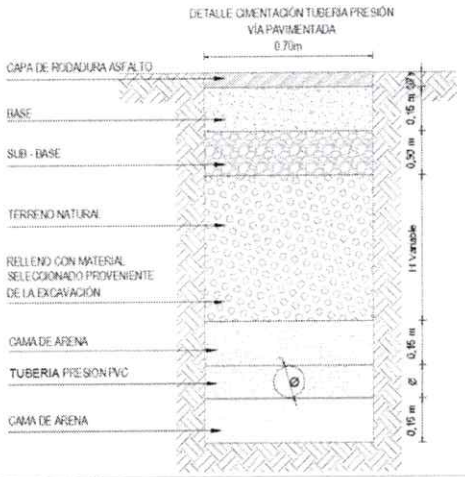 DETALLE CIMENTACIÓN TUBERÍA PRESIÓN
VÍA PAVIMENTADA
0.70m
CAPA DE RODADURA ASFALTO
BASE
0,15 m
SUB - BASE
0,30 m
TERRENO NATURAL
H Variable
RELLENO CON MATERIAL
SELECCIONADO PROVENIENTE
DE LA EXCAVACIÓN
CAMA DE ARENA
0,15 m
TUBERIA PRESION PVC
Ø
Ø
CAMA DE ARENA
0,15 m